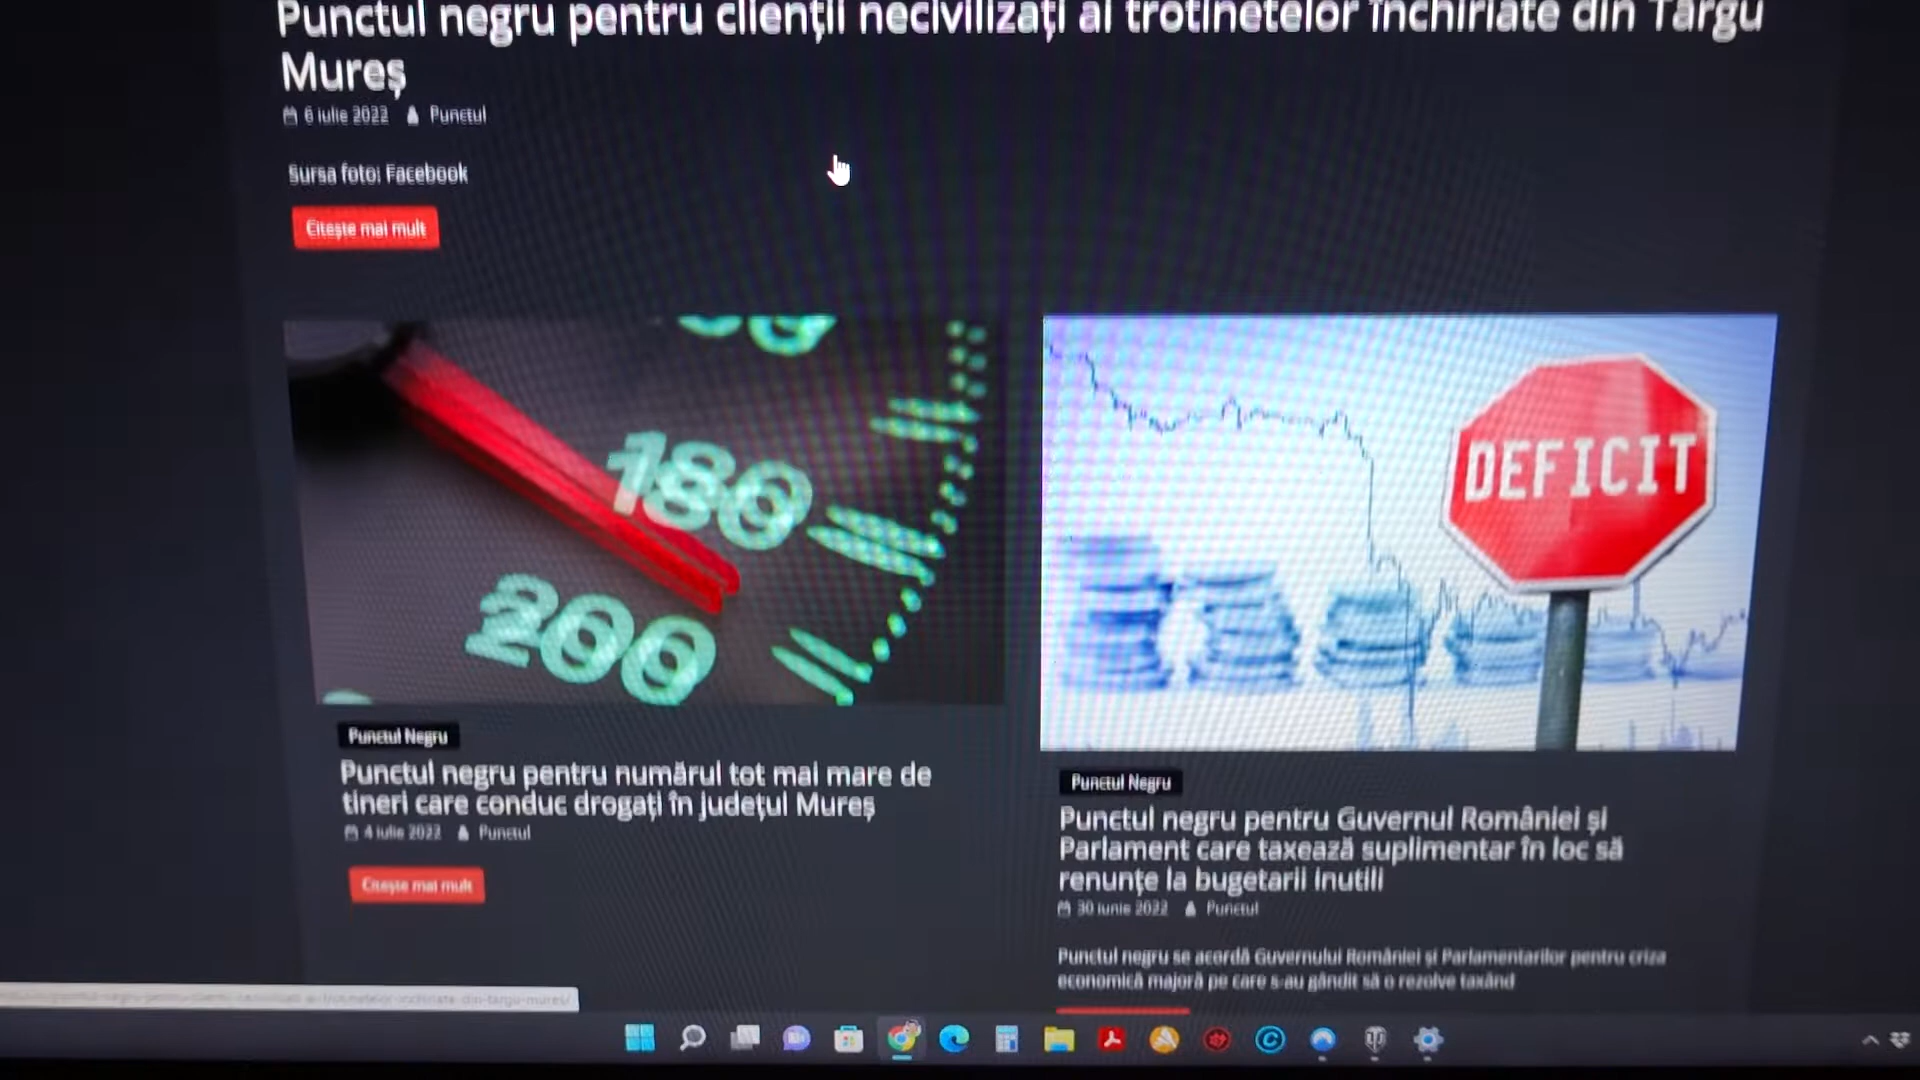 Punctul negru pentru clienții necivilizați ai trotinetelor închiriate din Târgu
Mureș
6 iulie 2022 Punctul
Sursa foto: Facebook
Citește mai mult
180
200
DEFICIT
Punctul Negru
Punctul negru pentru numărul tot mai mare de
tineri care conduc drogați în județul Mureș
4 iulie 2022 Punctul
Citește mai mult
Punctul Negru
Punctul negru pentru Guvernul României și
Parlament care taxează suplimentar în loc să
renunțe la bugetarii inutili
30 iunie 2022 Punctul
Punctul negru se acordă Guvernului României și Parlamentarilor pentru criza
economică majoră pe care s-au gândit să o rezolve taxând